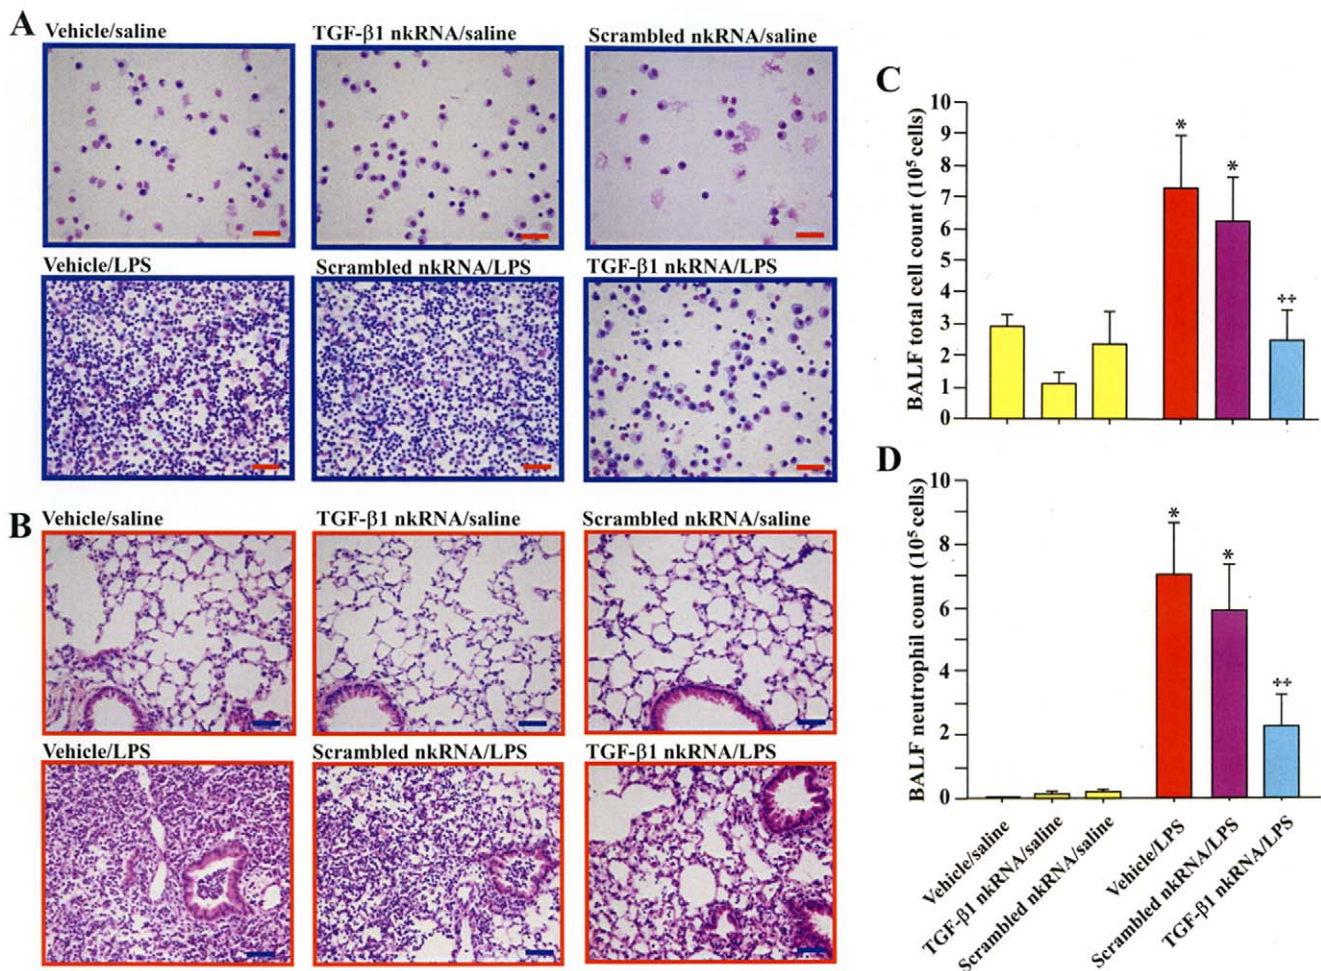 A
Vehicle/saline
TGF-β1 nkRNA/saline
Scrambled nkRNA/saline
Vehicle/LPS
Scrambled nkRNA/LPS
TGF-β1 nkRNA/LPS
B
Vehicle/saline
TGF-β1 nkRNA/saline
Scrambled nkRNA/saline
Vehicle/LPS
Scrambled nkRNA/LPS
TGF-β1 nkRNA/LPS
C
BALF total cell count (10⁵ cells)
10
9
8
7
6
5
4
3
2
1
0
*
*
‡‡
D
BALF neutrophil count (10⁵ cells)
10
8
6
4
2
0
*
*
‡‡
Vehicle/saline
TGF-β1 nkRNA/saline
Scrambled nkRNA/saline
Vehicle/LPS
Scrambled nkRNA/LPS
TGF-β1 nkRNA/LPS